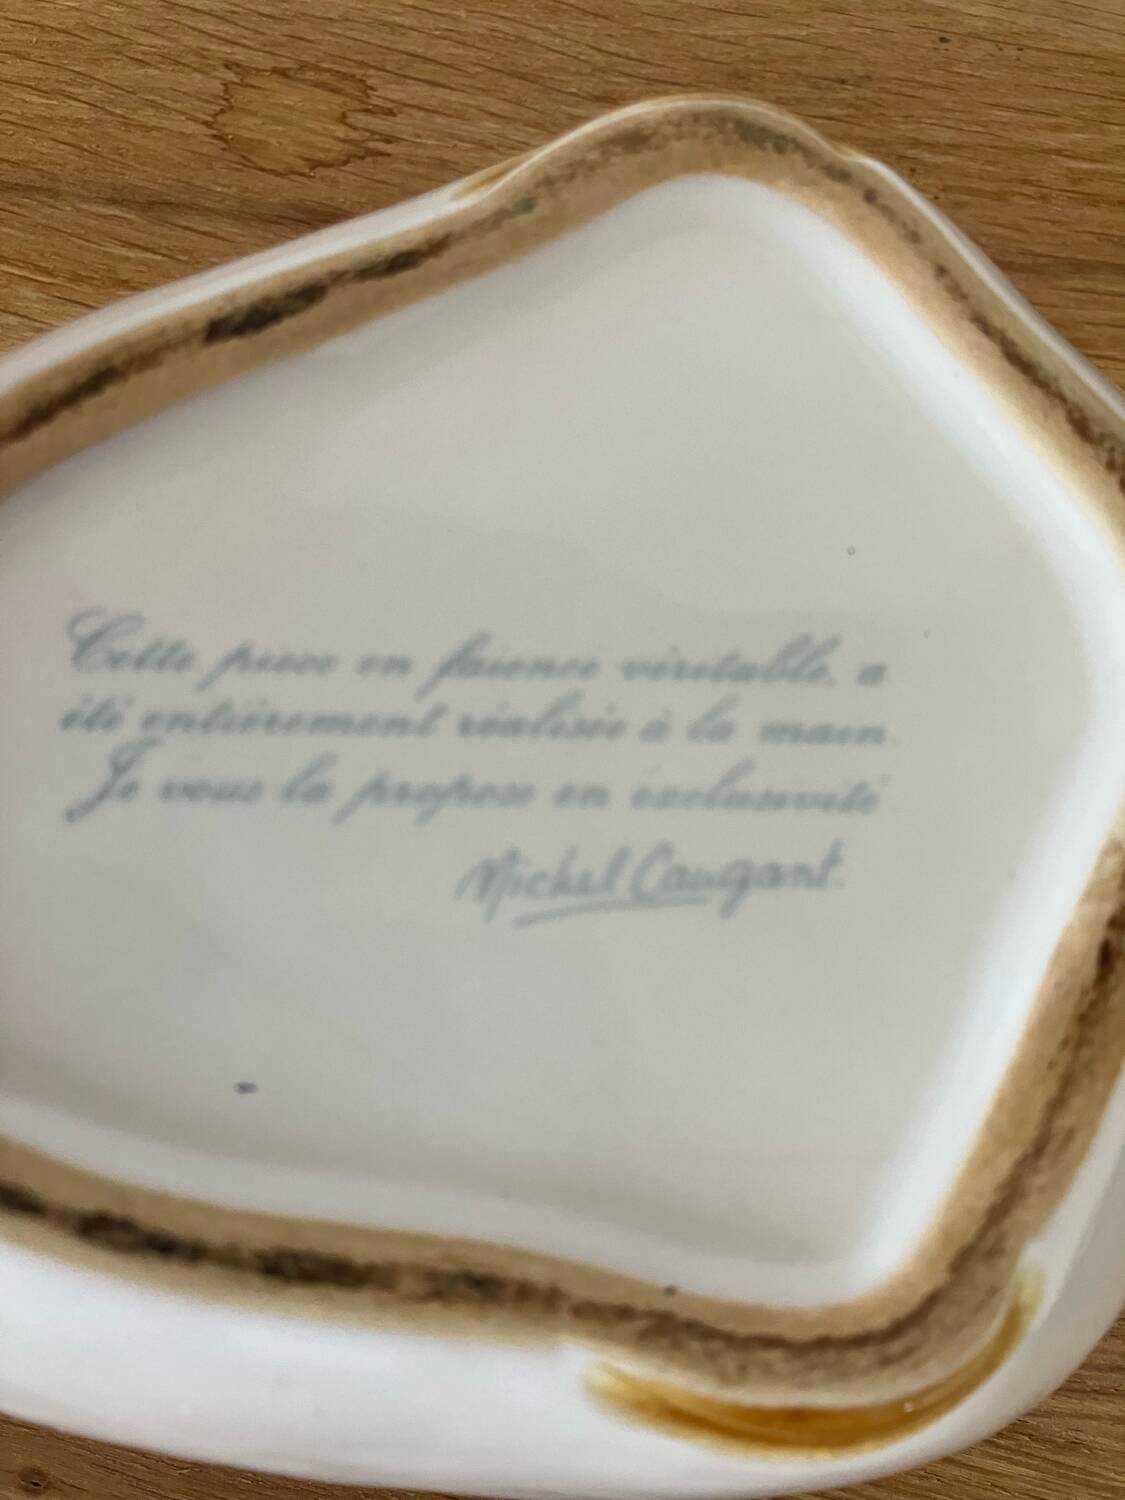 Cette pièce en faïence véritable, a
été entièrement réalisée à la main.
Je vous la propose en exclusivité
Michel Caugant.